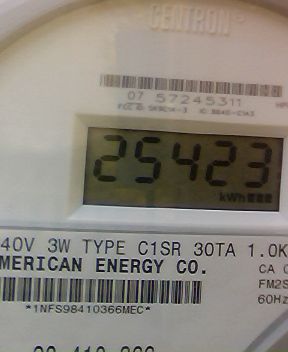 CENTRON
07 57245311
25423
kWh
40V 3W TYPE C1SR 30TA 1.0K
MERICAN ENERGY CO.
CA 0
FM2S
60Hz
*1NFS98410366MEC*